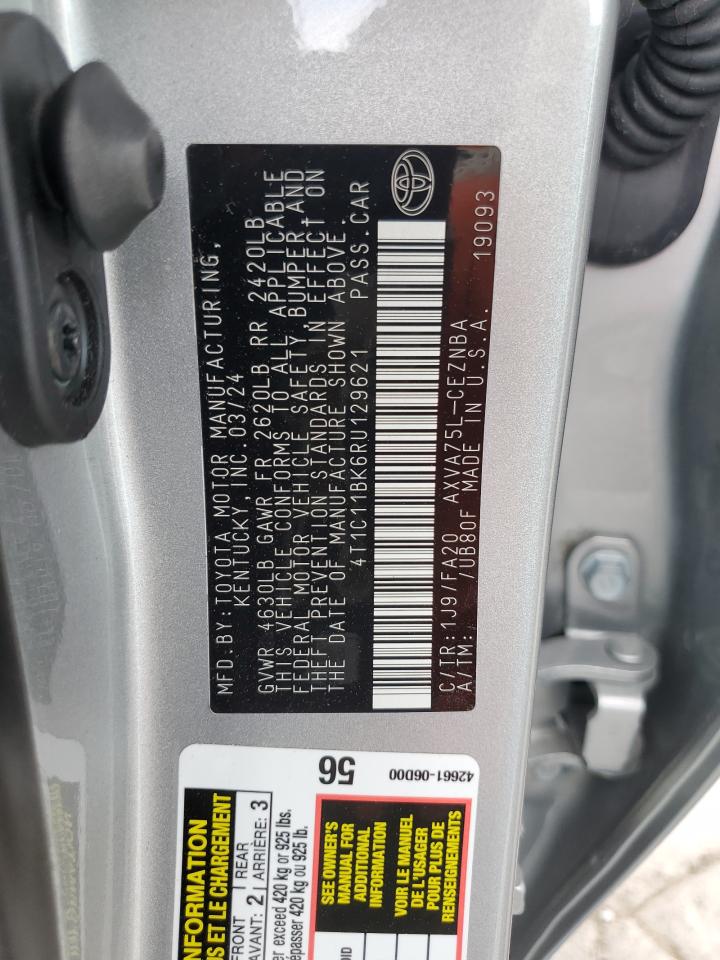 MFD.BY:TOYOTA MOTOR MANUFACTURING,
KENTUCKY, INC. 03/24
GVWR 4630LB GAWR FR 2620LB RR 2420LB
THIS VEHICLE CONFORMS TO ALL APPLICABLE
FEDERAL MOTOR VEHICLE SAFETY, BUMPER AND
THEFT PREVENTION STANDARDS IN EFFECT ON
THE DATE OF MANUFACTURE SHOWN ABOVE.
4T1C11BK6RU129621 PASS.CAR
C/TR:1J9/FA20 AXVA75L-CEZNBA 19093
A/TM: /UB80F MADE IN U.S.A.
INFORMATION
IS ET LE CHARGEMENT
FRONT 2 REAR 3
AVANT: ARRIÈRE:
er exceed 420 kg or 925 lbs.
épasser 420 kg ou 925 lb.
56
42661-06D00
SEE OWNER'S
MANUAL FOR
ADDITIONAL
INFORMATION
VOIR LE MANUEL
DE L'USAGER
POUR PLUS DE
RENSEIGNEMENTS
OID